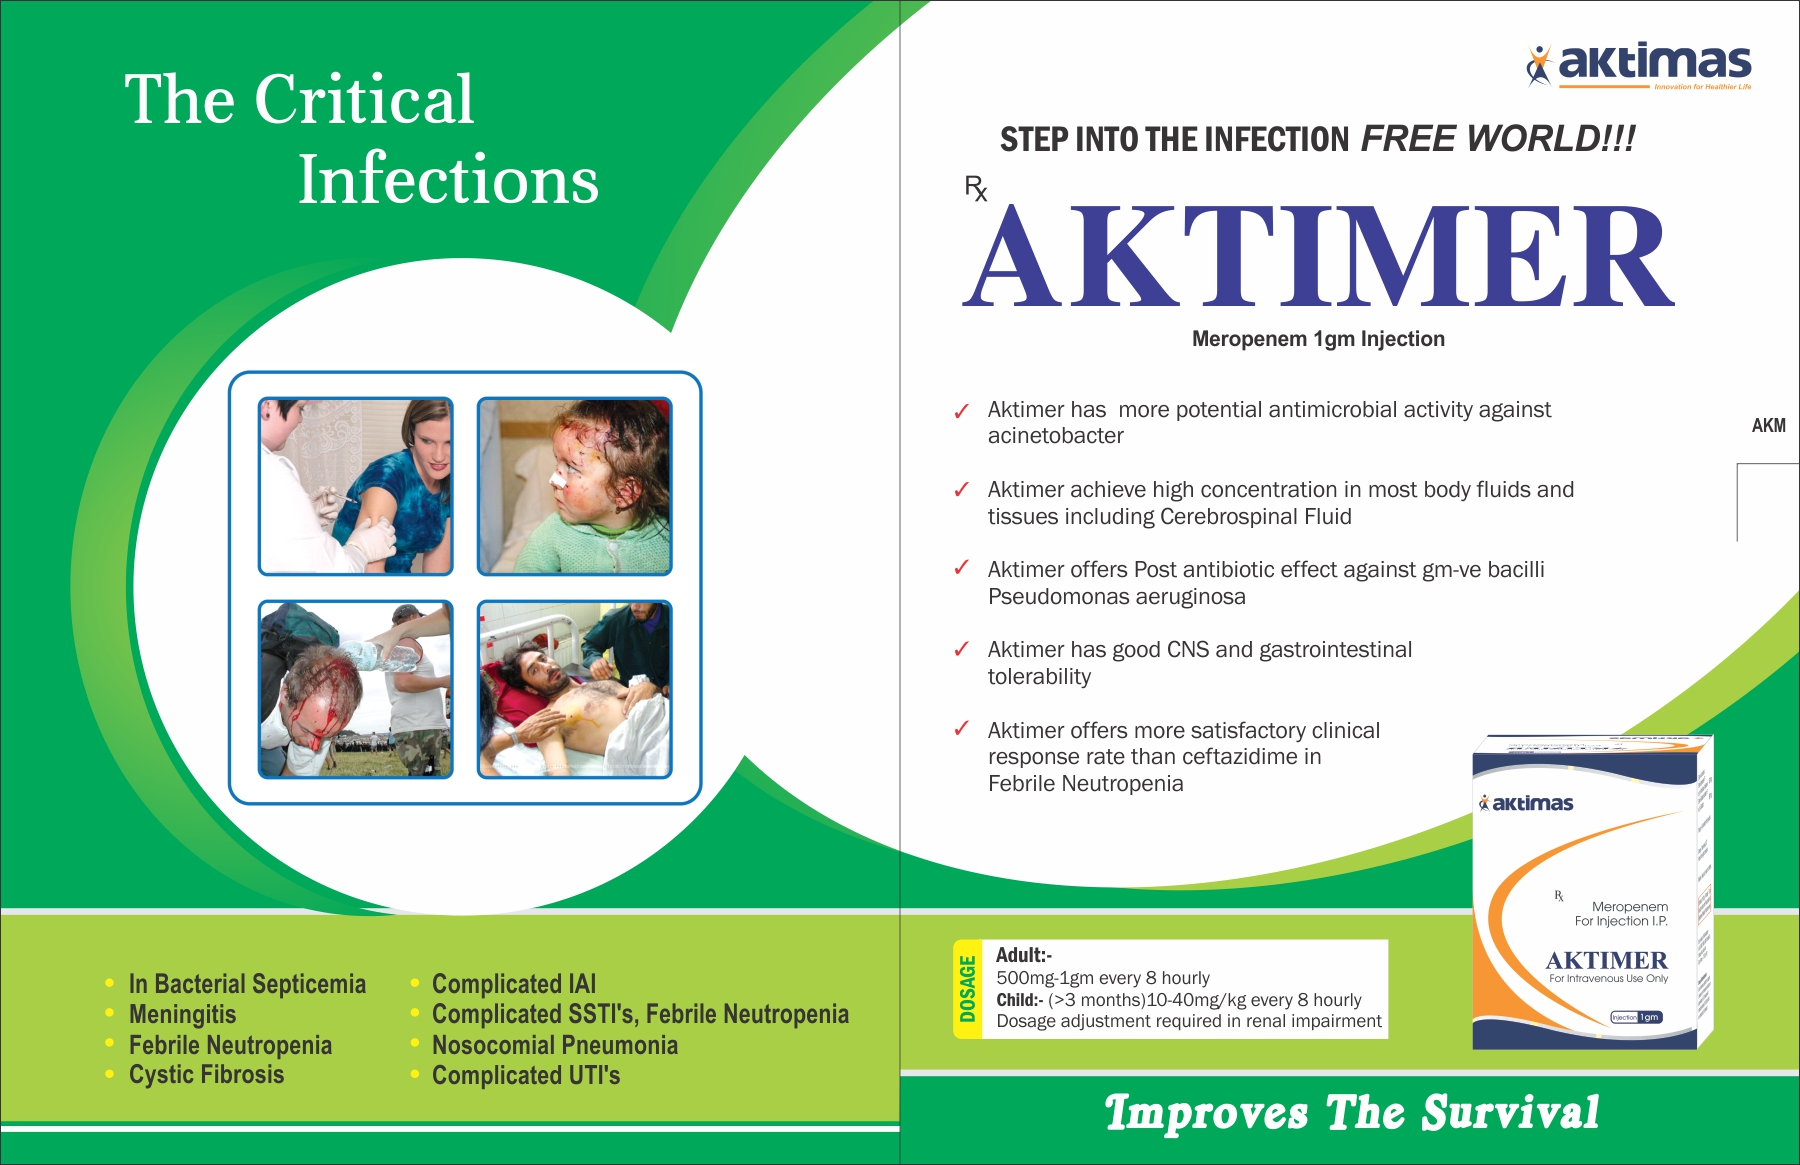 The Critical
Infections
• In Bacterial Septicemia
• Meningitis
• Febrile Neutropenia
• Cystic Fibrosis
• Complicated IAI
• Complicated SSTI's, Febrile Neutropenia
• Nosocomial Pneumonia
• Complicated UTI's
aktimas
Innovation for Healthier Life
STEP INTO THE INFECTION FREE WORLD!!!
Rx
AKTIMER
Meropenem 1gm Injection
✓ Aktimer has more potential antimicrobial activity against
acinetobacter
✓ Aktimer achieve high concentration in most body fluids and
tissues including Cerebrospinal Fluid
✓ Aktimer offers Post antibiotic effect against gm-ve bacilli
Pseudomonas aeruginosa
✓ Aktimer has good CNS and gastrointestinal
tolerability
✓ Aktimer offers more satisfactory clinical
response rate than ceftazidime in
Febrile Neutropenia
AKM
DOSAGE
Adult:-
500mg-1gm every 8 hourly
Child:- (>3 months)10-40mg/kg every 8 hourly
Dosage adjustment required in renal impairment
aktimas
Rx
Meropenem
For Injection I.P.
AKTIMER
For Intravenous Use Only
Injection 1gm
Improves The Survival